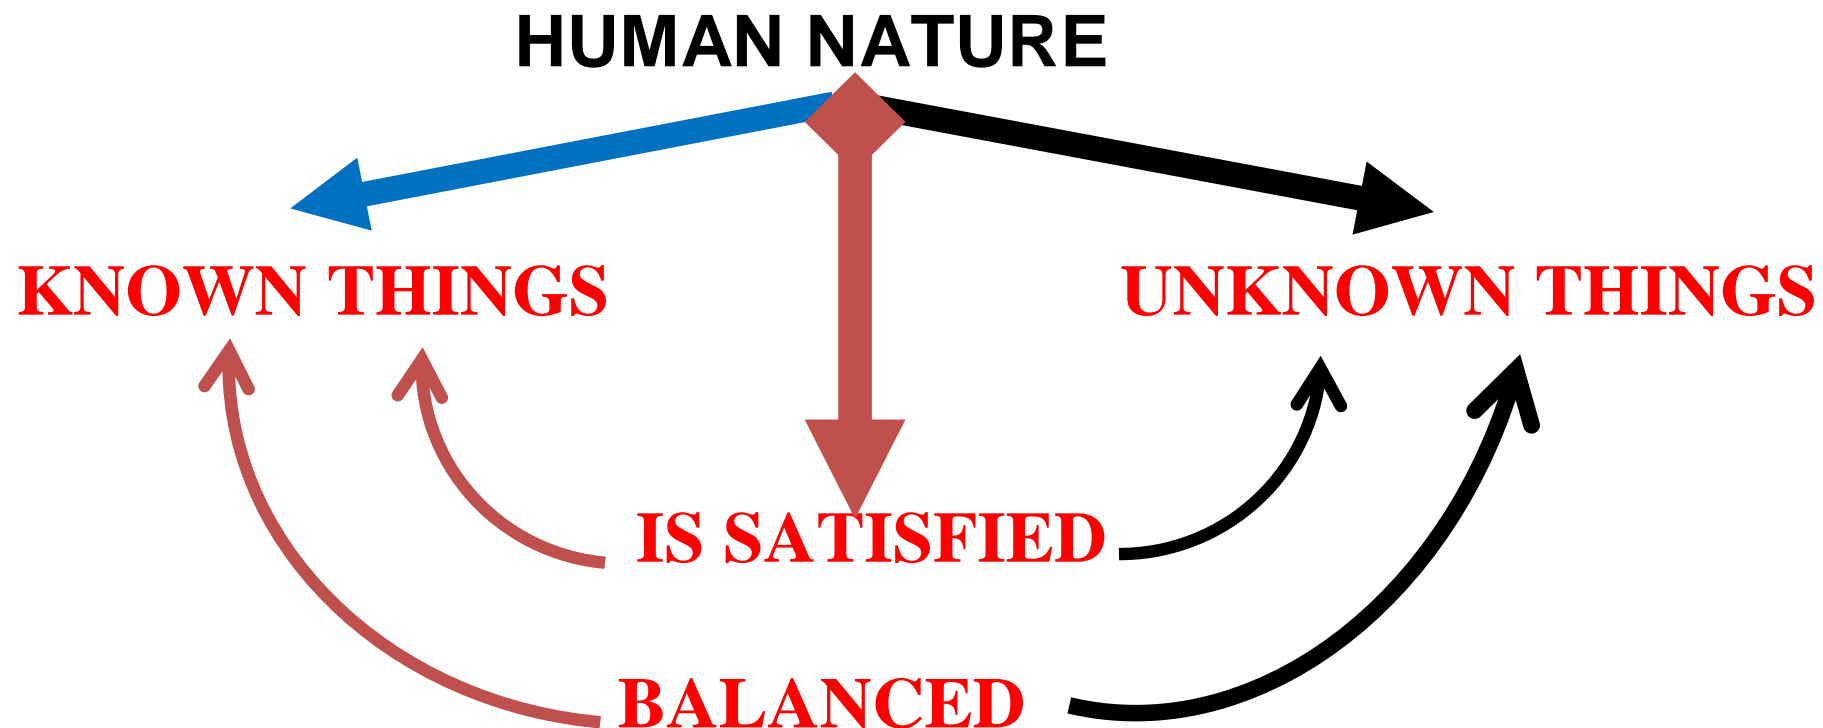 HUMAN NATURE
KNOWN THINGS
UNKNOWN THINGS
IS SATISFIED
BALANCED